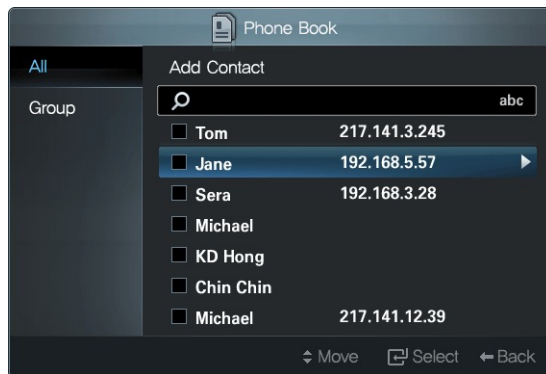 Phone Book
All
Group
Add Contact
abc
Tom 217.141.3.245
Jane 192.168.5.57
Sera 192.168.3.28
Michael
KD Hong
Chin Chin
Michael 217.141.12.39
Move Select Back